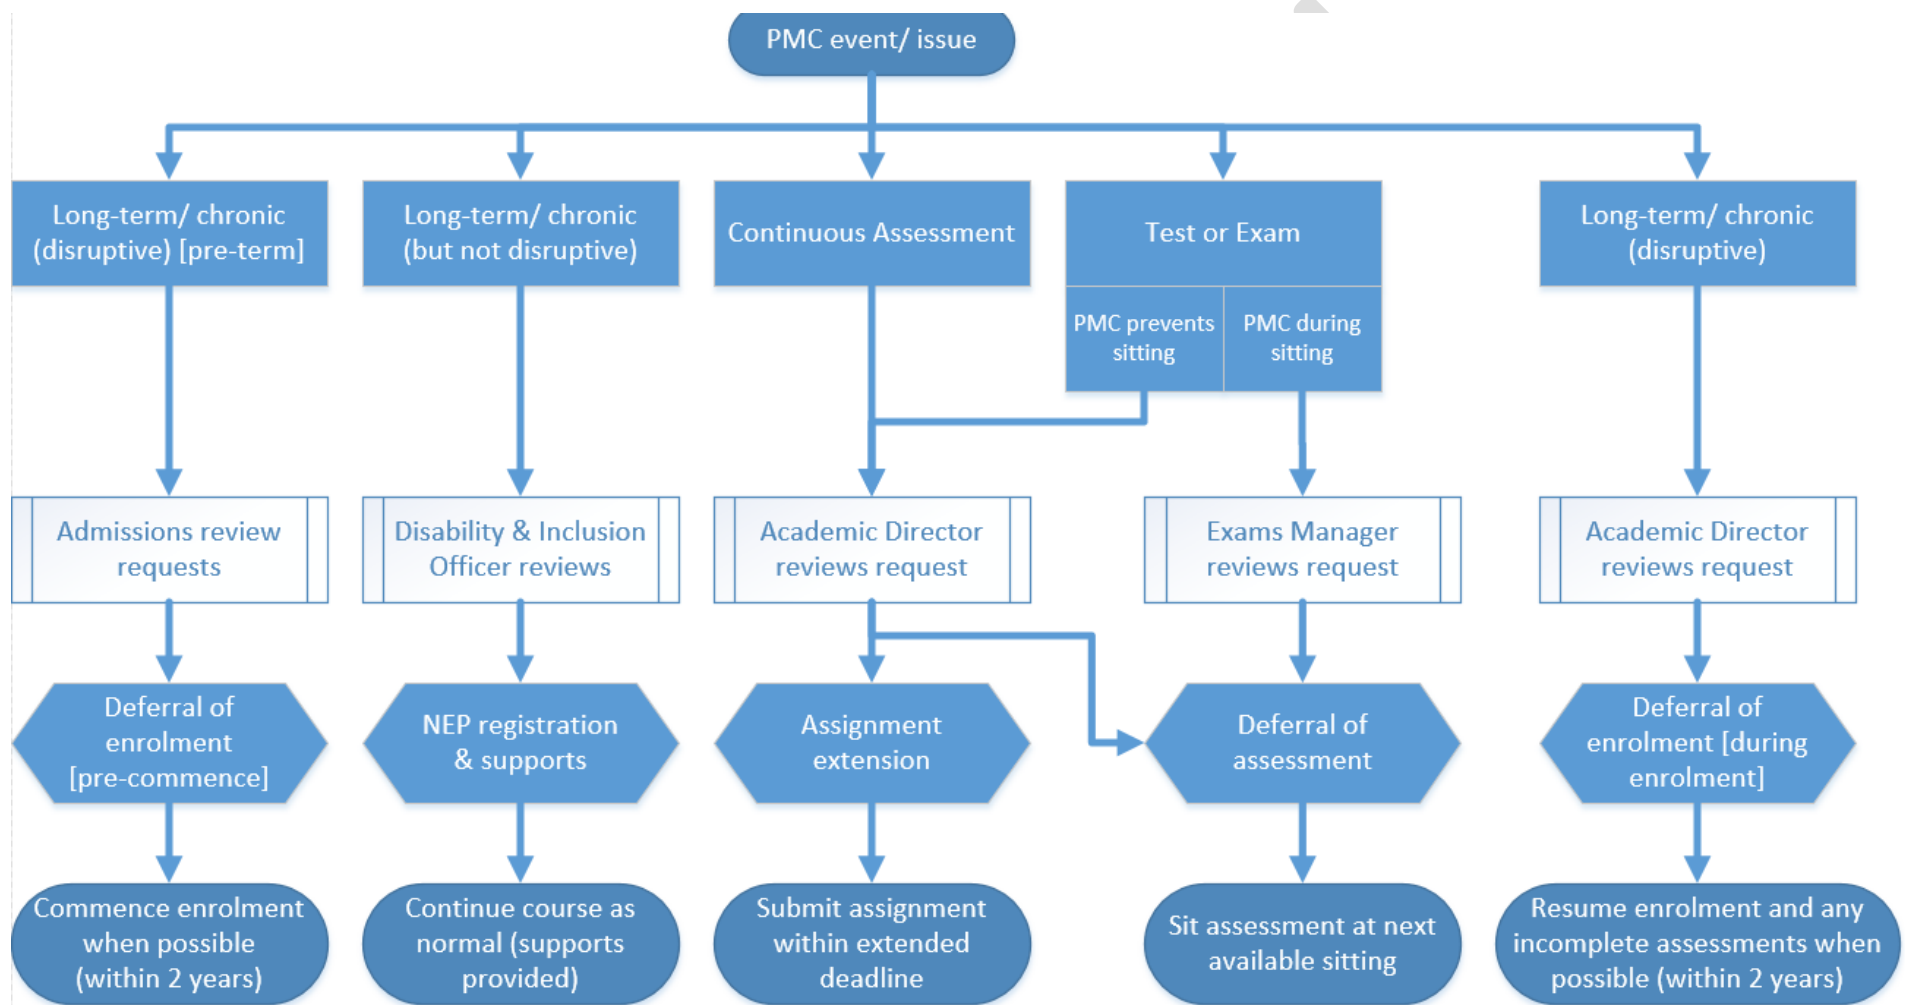 PMC event/ issue
Long-term/ chronic
(disruptive) [pre-term]
Long-term/ chronic
(but not disruptive)
Continuous Assessment
Test or Exam
Long-term/ chronic
(disruptive)
PMC prevents
sitting
PMC during
sitting
Admissions review
requests
Disability & Inclusion
Officer reviews
Academic Director
reviews request
Exams Manager
reviews request
Academic Director
reviews request
Deferral of
enrolment
[pre-commence]
NEP registration
& supports
Assignment
extension
Deferral of
assessment
Deferral of
enrolment [during
enrolment]
Commence enrolment
when possible
(within 2 years)
Continue course as
normal (supports
provided)
Submit assignment
within extended
deadline
Sit assessment at next
available sitting
Resume enrolment and any
incomplete assessments when
possible (within 2 years)